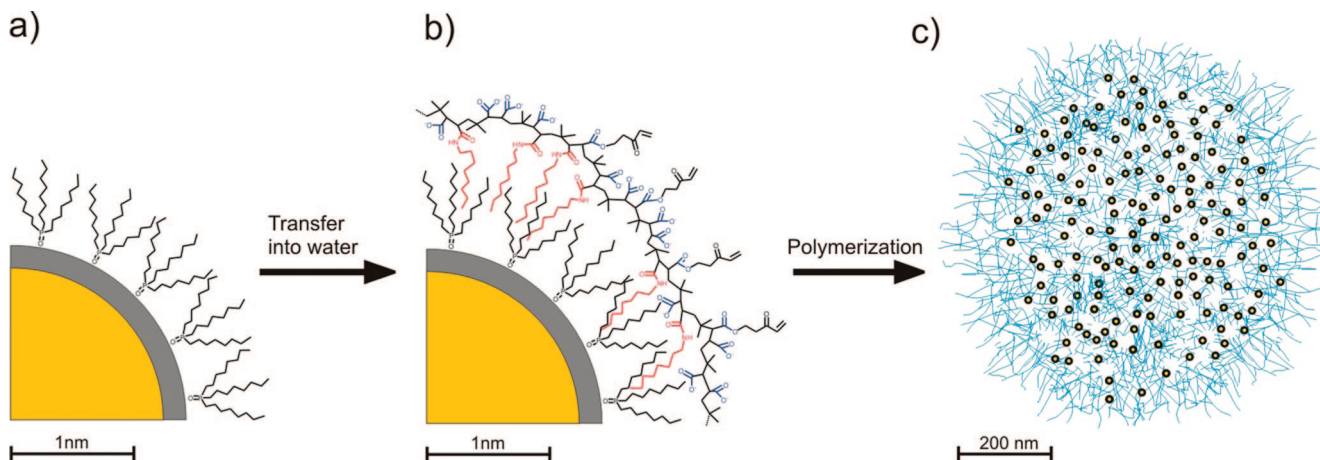 a)
b)
c)
Transfer
into water
Polymerization
1nm
1nm
200 nm